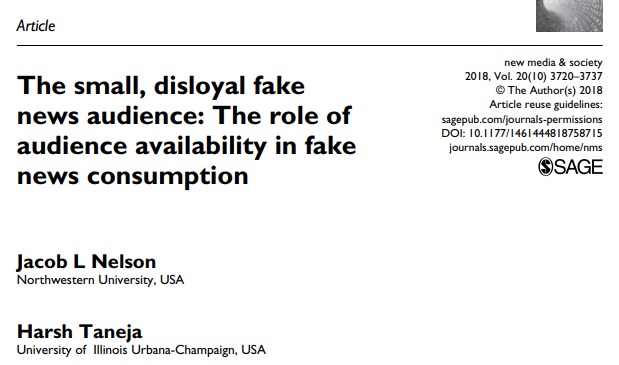 Article
new media & society
2018, Vol. 20(10) 3720–3737
© The Author(s) 2018
Article reuse guidelines:
sagepub.com/journals-permissions
DOI: 10.1177/1461444818758715
journals.sagepub.com/home/nms
SAGE
The small, disloyal fake
news audience: The role of
audience availability in fake
news consumption
Jacob L Nelson
Northwestern University, USA
Harsh Taneja
University of Illinois Urbana-Champaign, USA